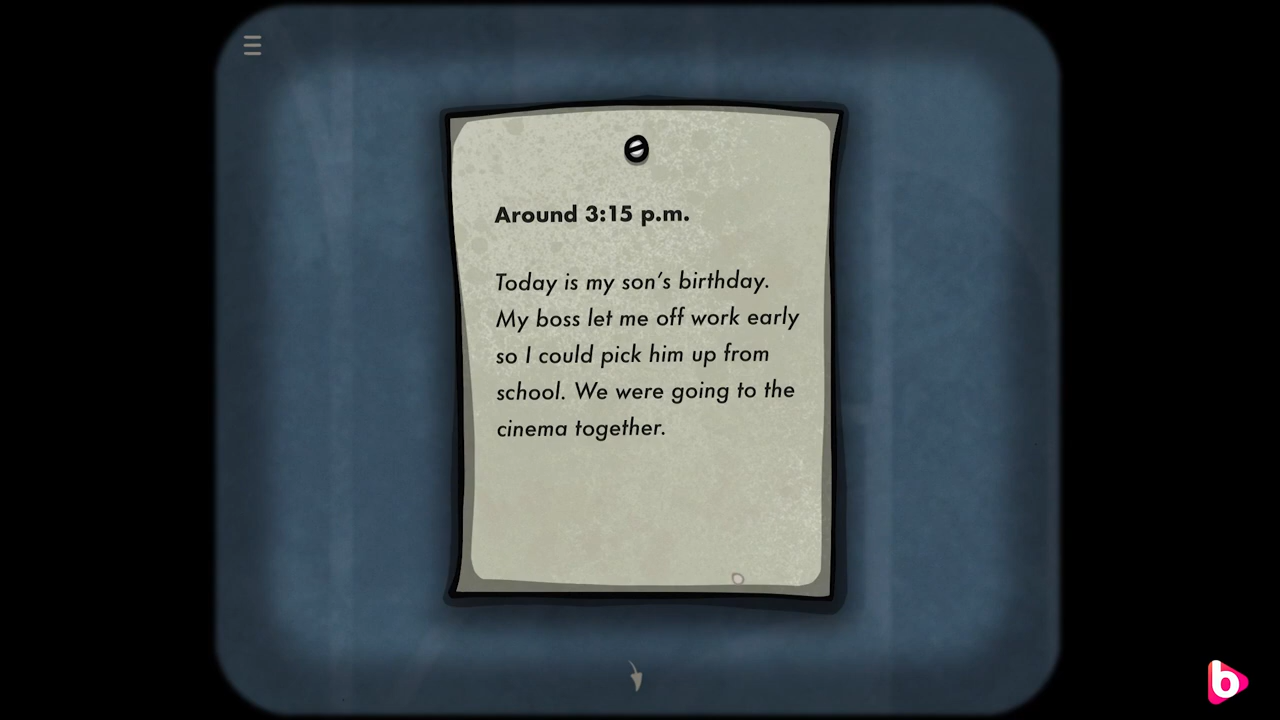 Around 3:15 p.m.
Today is my son’s birthday.
My boss let me off work early
so I could pick him up from
school. We were going to the
cinema together.
b